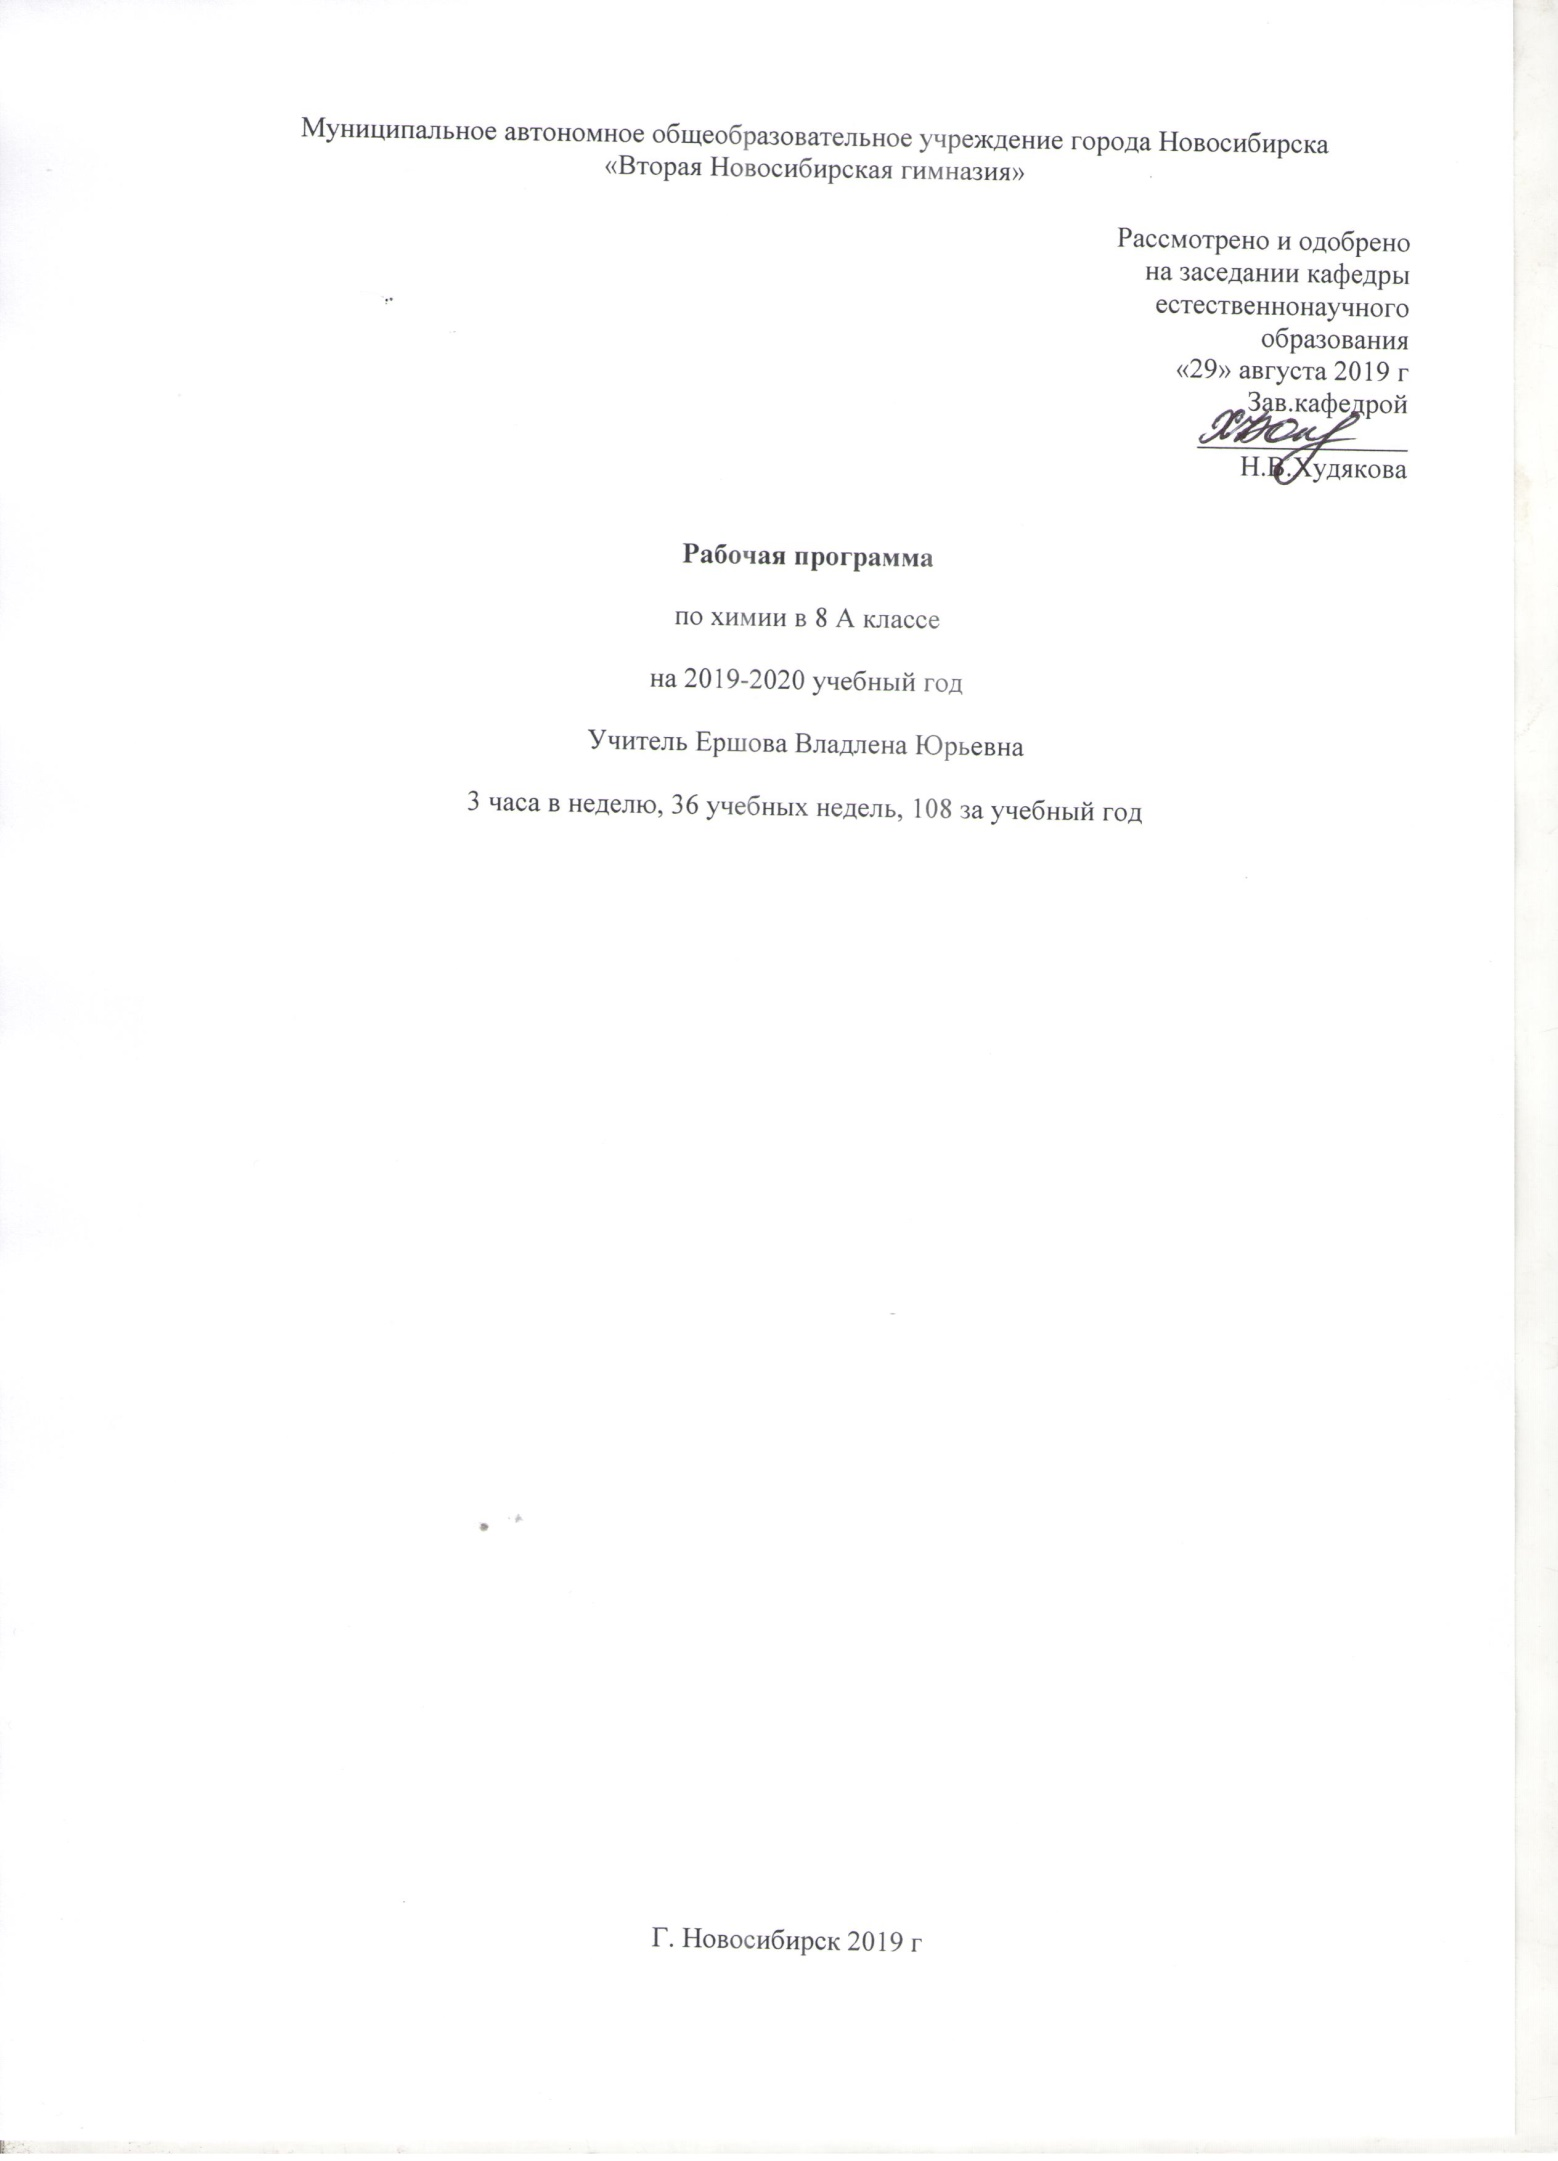 Муниципальное автономное общеобразовательное учреждение города Новосибирска
«Вторая Новосибирская гимназия»
Рассмотрено и одобрено
на заседании кафедры
естественнонаучного
образования
«29» августа 2019 г
Зав.кафедрой
Н.В.Худякова
Рабочая программа
по химии в 8 А классе
на 2019-2020 учебный год
Учитель Ершова Владлена Юрьевна
3 часа в неделю, 36 учебных недель, 108 за учебный год
Г. Новосибирск 2019 г